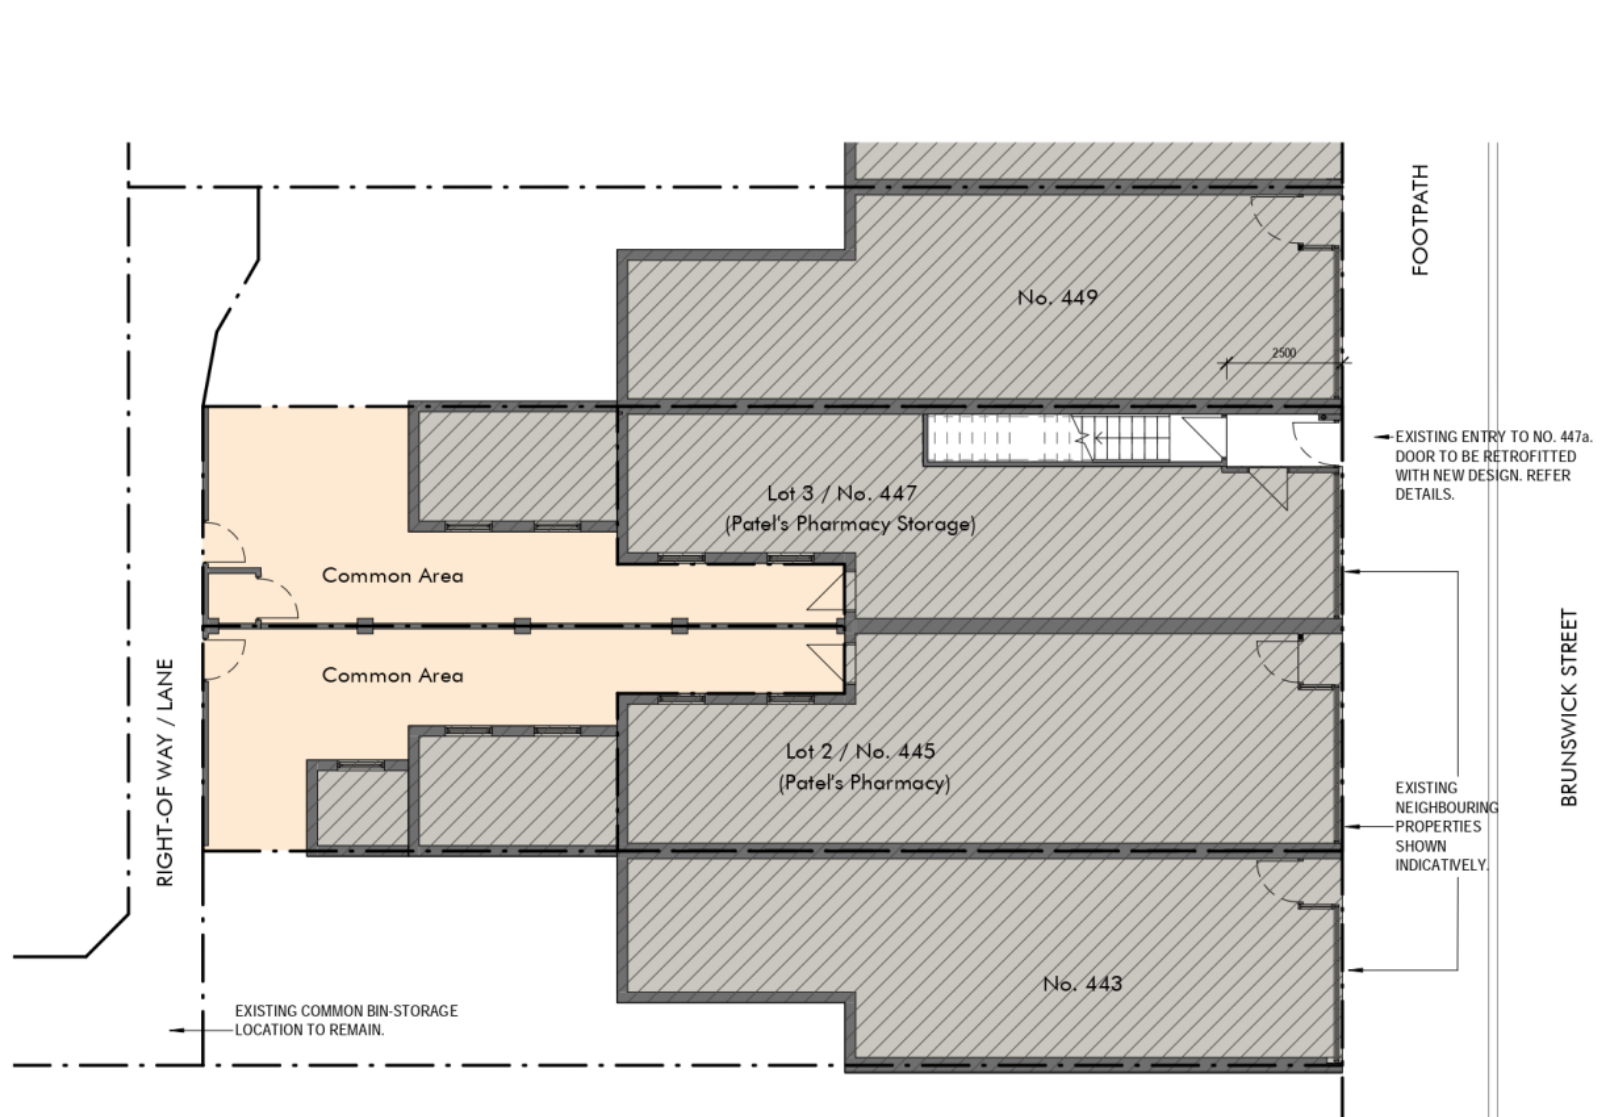 FOOTPATH
No. 449
2500
EXISTING ENTRY TO NO. 447a.
DOOR TO BE RETROFITTED
WITH NEW DESIGN. REFER
DETAILS.
Lot 3 / No. 447
(Patel's Pharmacy Storage)
Common Area
Common Area
RIGHT-OF WAY / LANE
BRUNSWICK STREET
Lot 2 / No. 445
(Patel's Pharmacy)
EXISTING
NEIGHBOURING
PROPERTIES
SHOWN
INDICATIVELY.
No. 443
EXISTING COMMON BIN-STORAGE
LOCATION TO REMAIN.